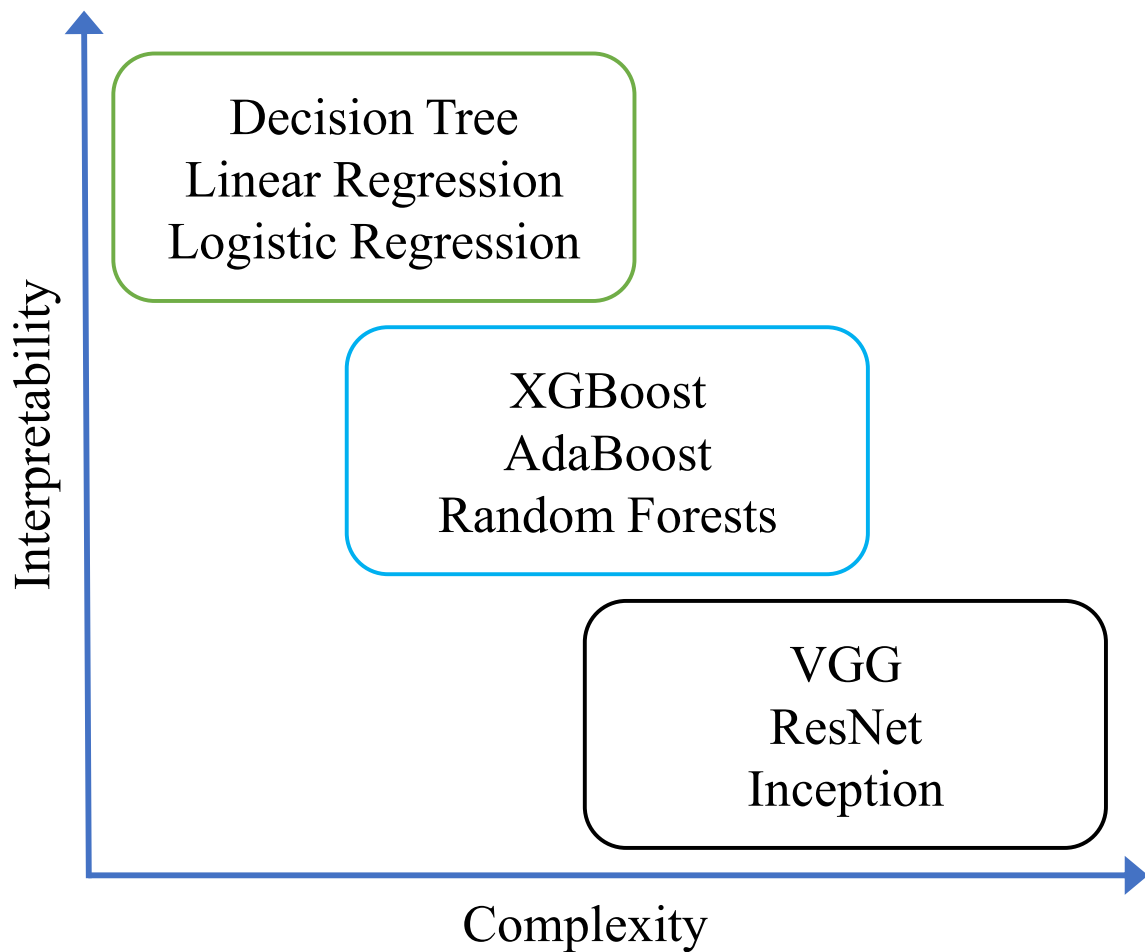 Interpretability
Decision Tree
Linear Regression
Logistic Regression
XGBoost
AdaBoost
Random Forests
VGG
ResNet
Inception
Complexity